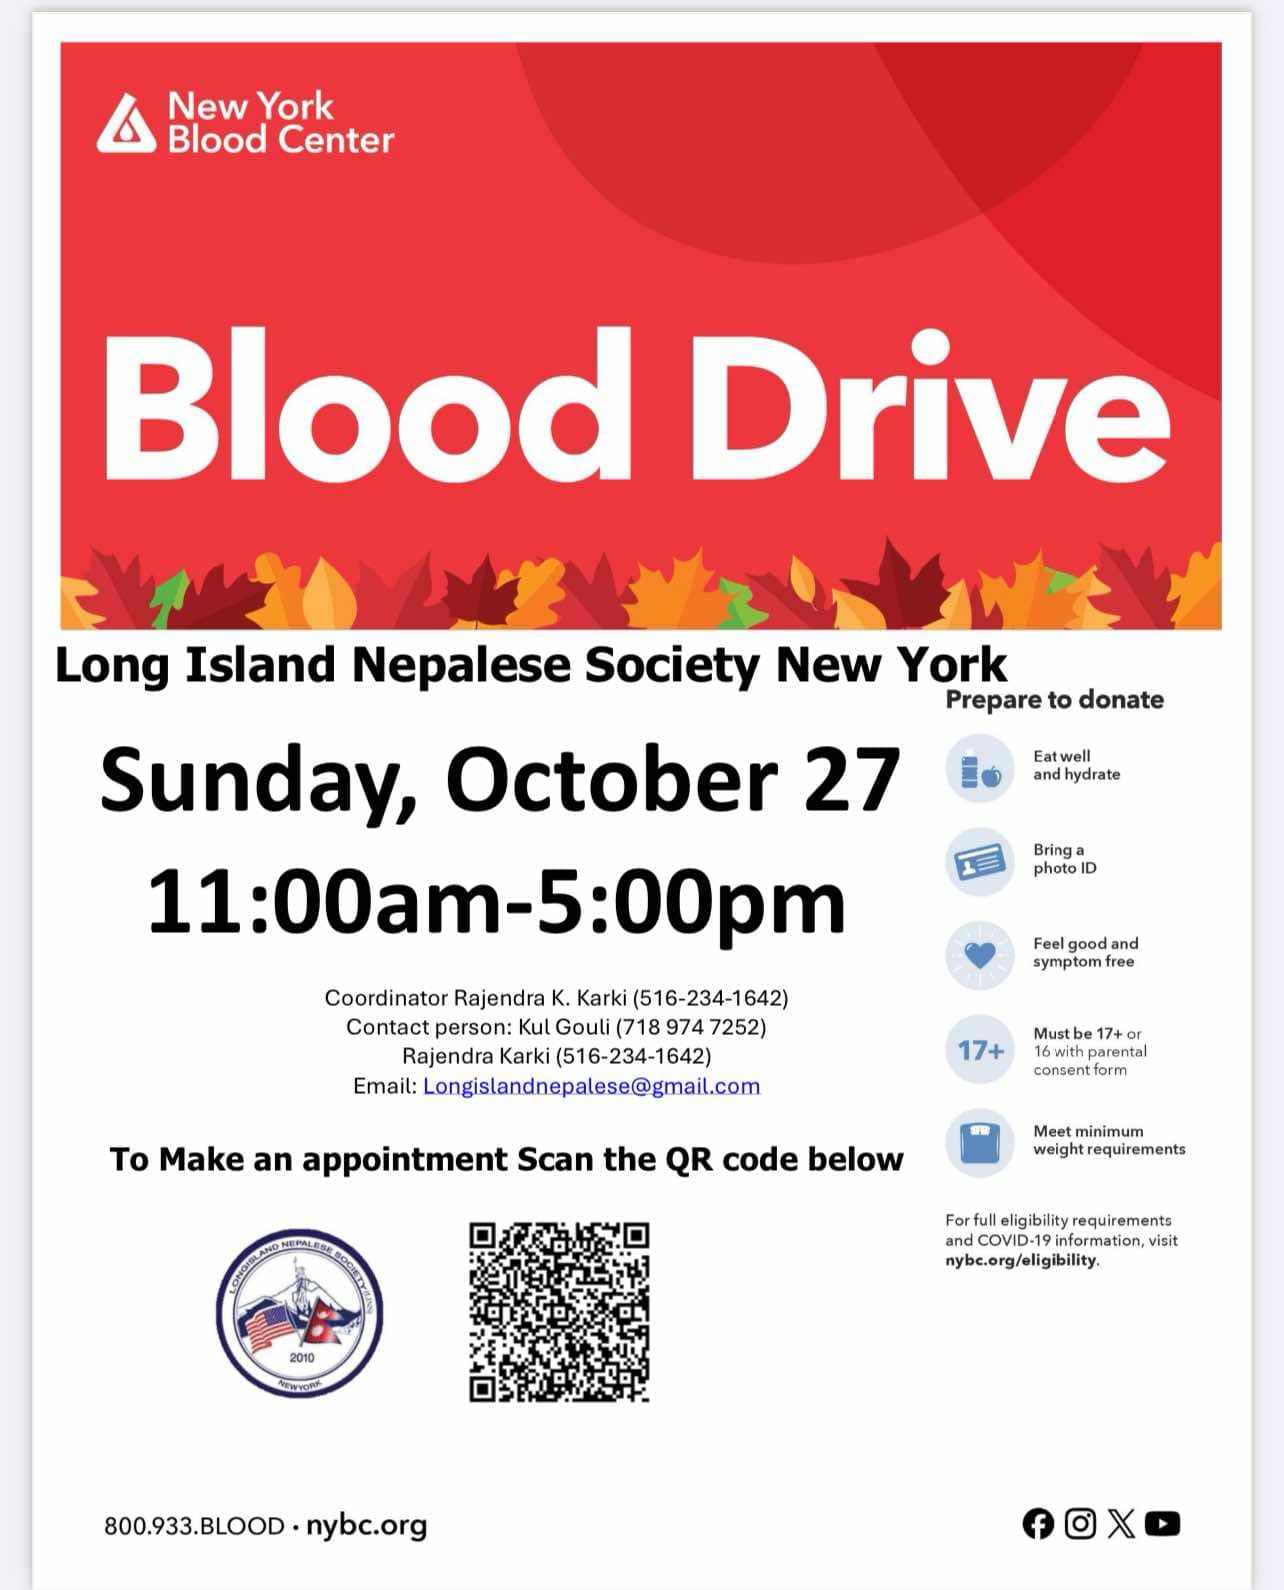 New York
Blood Center
Blood Drive
Long Island Nepalese Society New York
Sunday, October 27
11:00am-5:00pm
Coordinator Rajendra K. Karki (516-234-1642)
Contact person: Kul Gouli (718 974 7252)
Rajendra Karki (516-234-1642)
Email: Longislandnepalese@gmail.com
To Make an appointment Scan the QR code below
LONGISLAND NEPALESE SOCIETY
2010
NEWYORK
Prepare to donate
Eat well
and hydrate
Bring a
photo ID
Feel good and
symptom free
17+
Must be 17+ or
16 with parental
consent form
Meet minimum
weight requirements
For full eligibility requirements
and COVID-19 information, visit
nybc.org/eligibility.
800.933.BLOOD · nybc.org